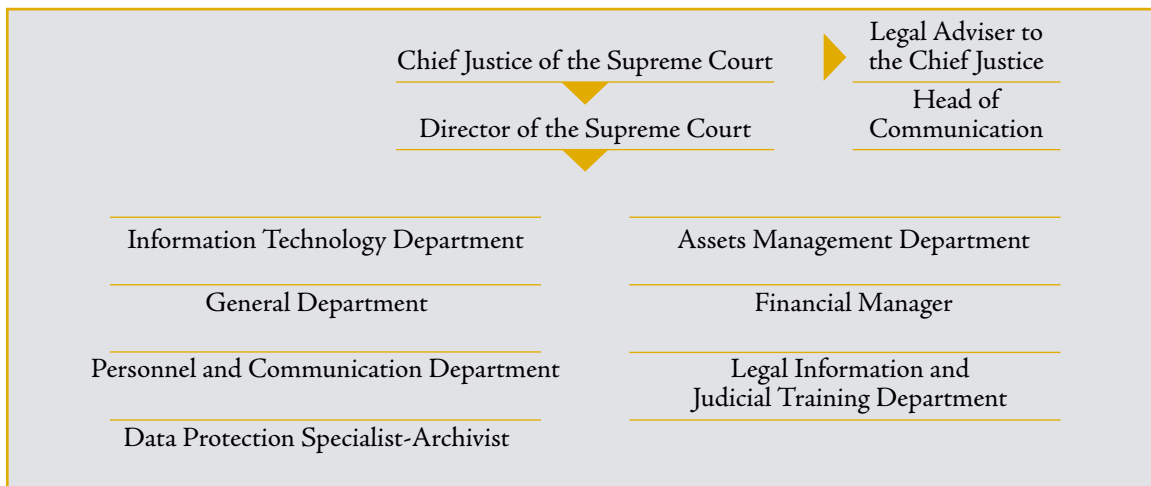 Chief Justice of the Supreme Court
Legal Adviser to
the Chief Justice
Head of
Communication
Director of the Supreme Court
Information Technology Department
Assets Management Department
General Department
Financial Manager
Personnel and Communication Department
Legal Information and
Judicial Training Department
Data Protection Specialist-Archivist